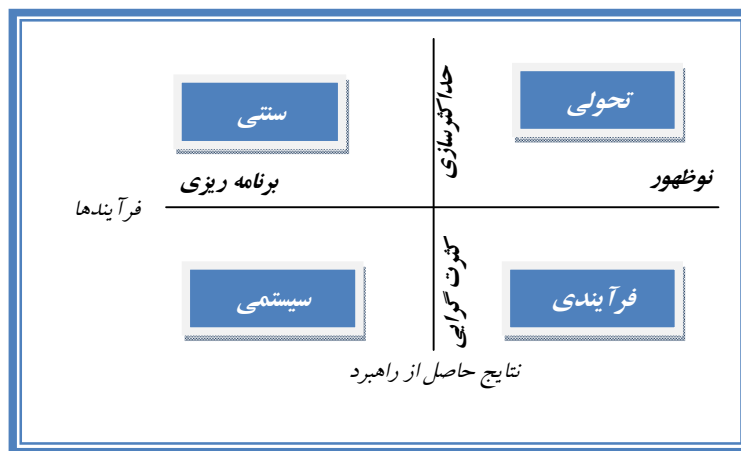 تحولی
سنتی
حداکثرسازی
نوظهور
برنامه ریزی
فرآیندها
فرآیندی
سیستمی
کثرت گرایی
نتایج حاصل از راهبرد